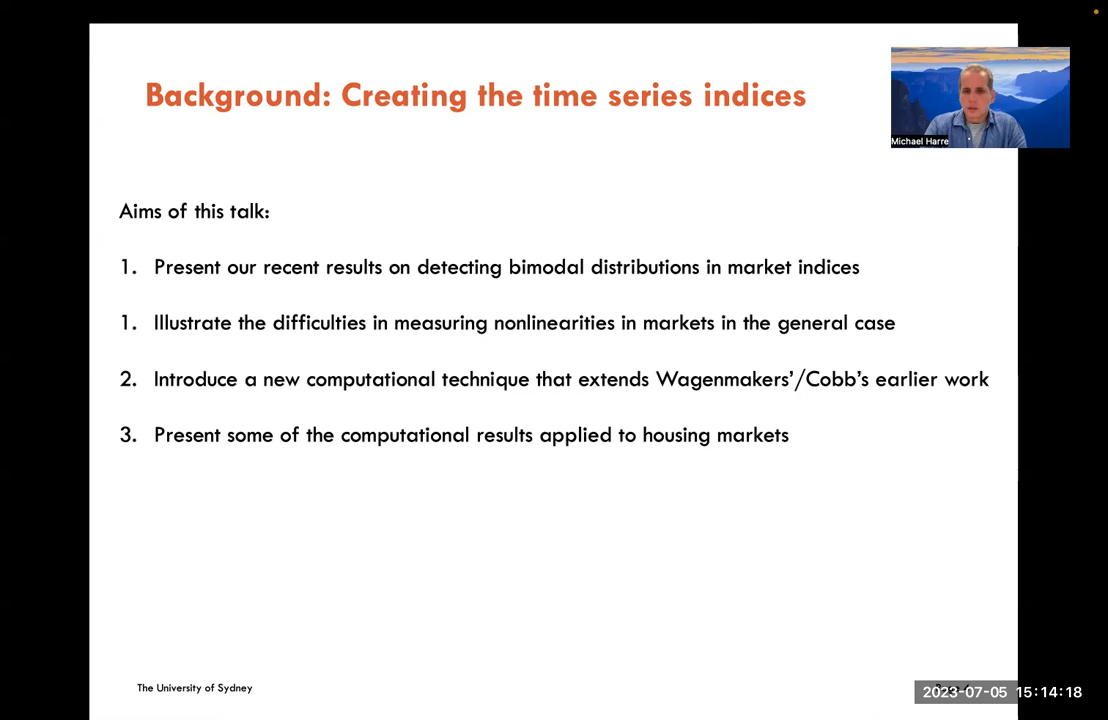 Background: Creating the time series indices
Michael Harre
Aims of this talk:
1. Present our recent results on detecting bimodal distributions in market indices
1. Illustrate the difficulties in measuring nonlinearities in markets in the general case
2. Introduce a new computational technique that extends Wagenmakers'/Cobb's earlier work
3. Present some of the computational results applied to housing markets
The University of Sydney
2023-07-05 15:14:18